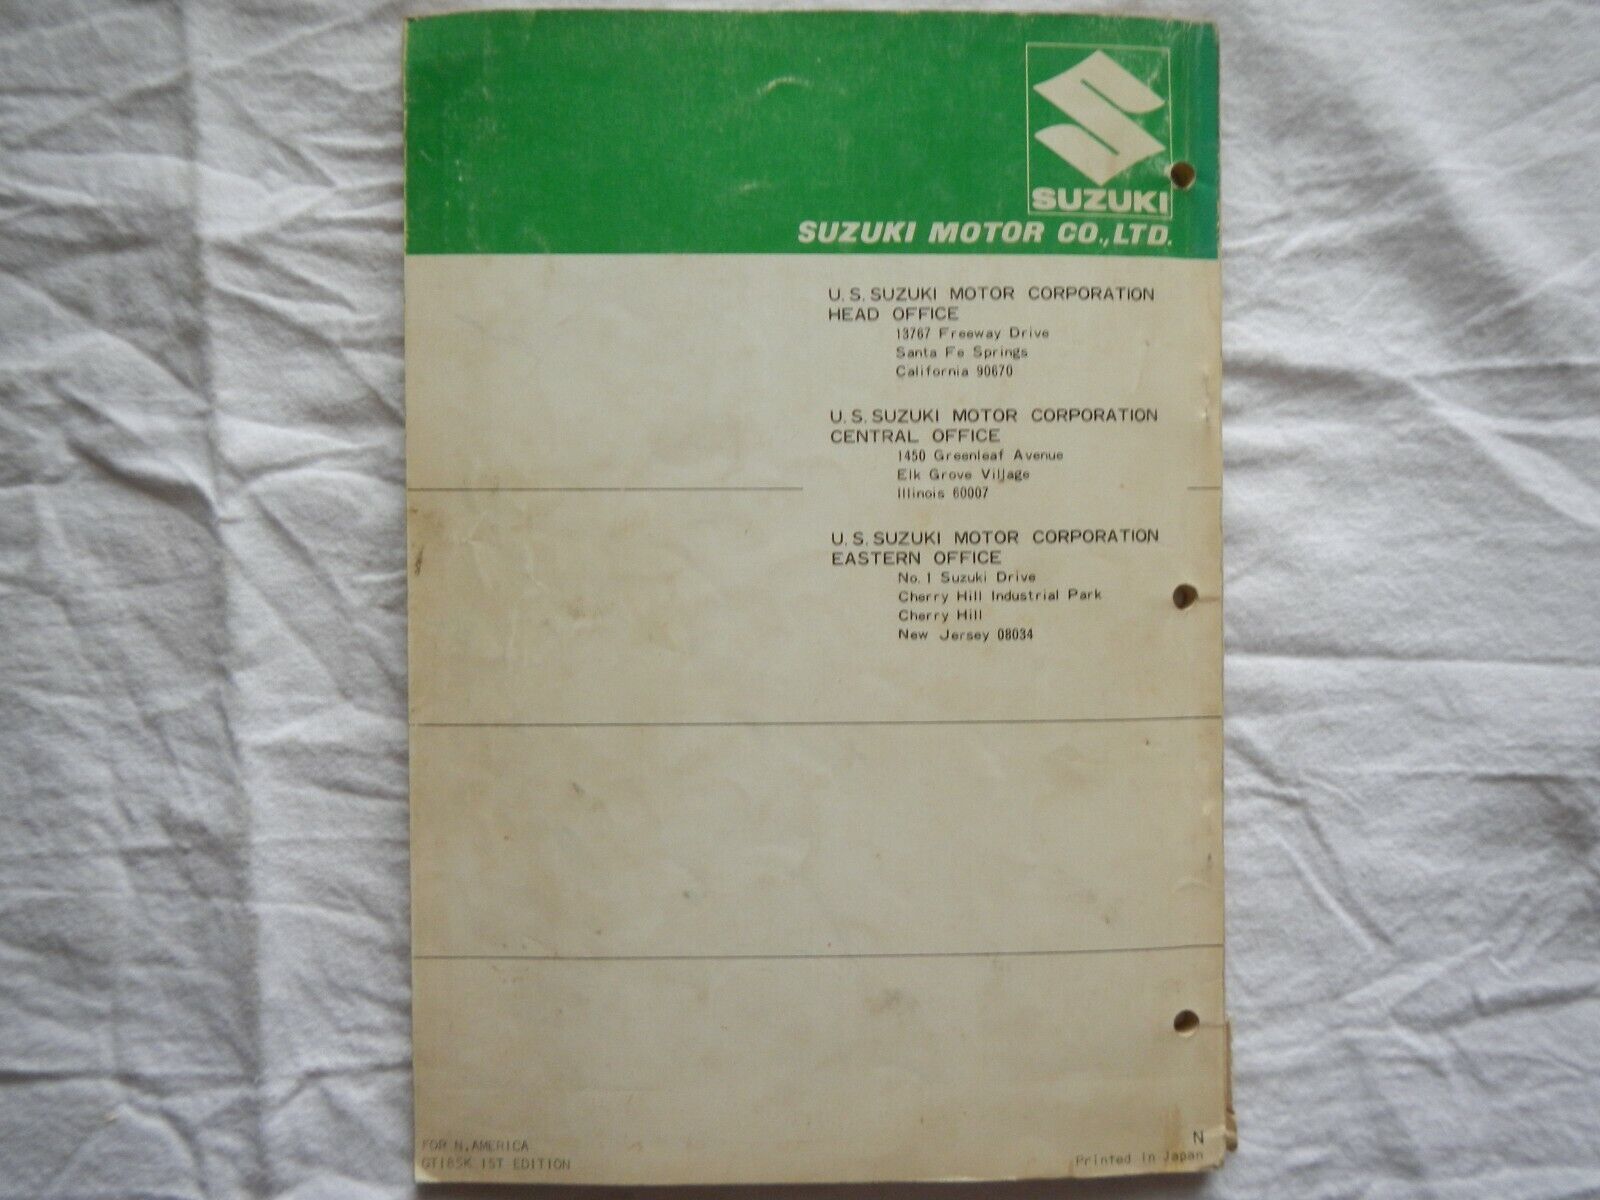 SUZUKI
SUZUKI MOTOR CO.,LTD.
U.S. SUZUKI MOTOR CORPORATION
HEAD OFFICE
13767 Freeway Drive
Santa Fe Springs
California 90670
U.S. SUZUKI MOTOR CORPORATION
CENTRAL OFFICE
1450 Greenleaf Avenue
Elk Grove Village
Illinois 60007
U.S. SUZUKI MOTOR CORPORATION
EASTERN OFFICE
No. 1 Suzuki Drive
Cherry Hill Industrial Park
Cherry Hill
New Jersey 08034
FOR N. AMERICA
GT185K 1ST EDITION
N
Printed in Japan